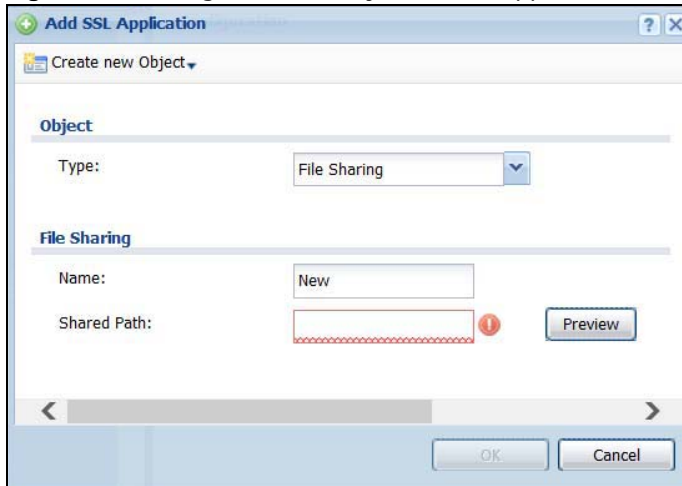 Add SSL Application
Create new Object
Object
Type: File Sharing
File Sharing
Name: New
Shared Path: Preview
OK Cancel